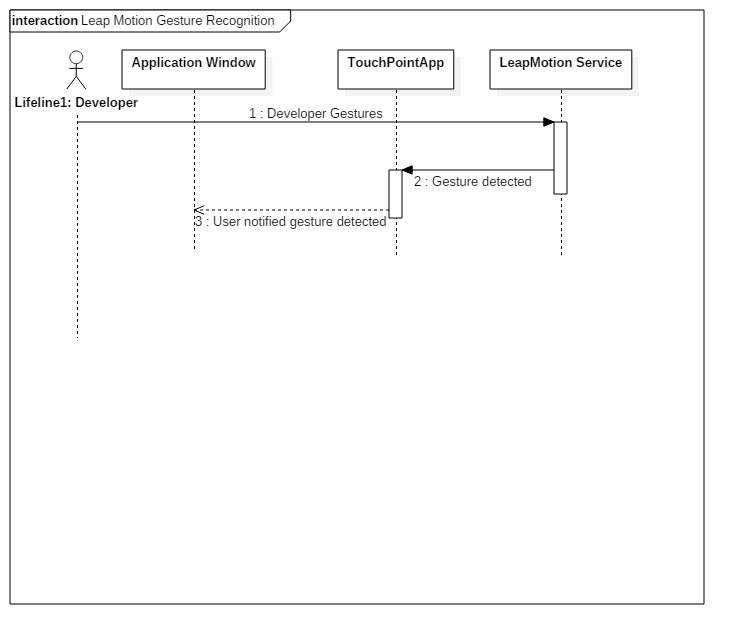 interaction Leap Motion Gesture Recognition
Application Window
TouchPointApp
LeapMotion Service
Lifeline1: Developer
1 : Developer Gestures
2 : Gesture detected
3 : User notified gesture detected